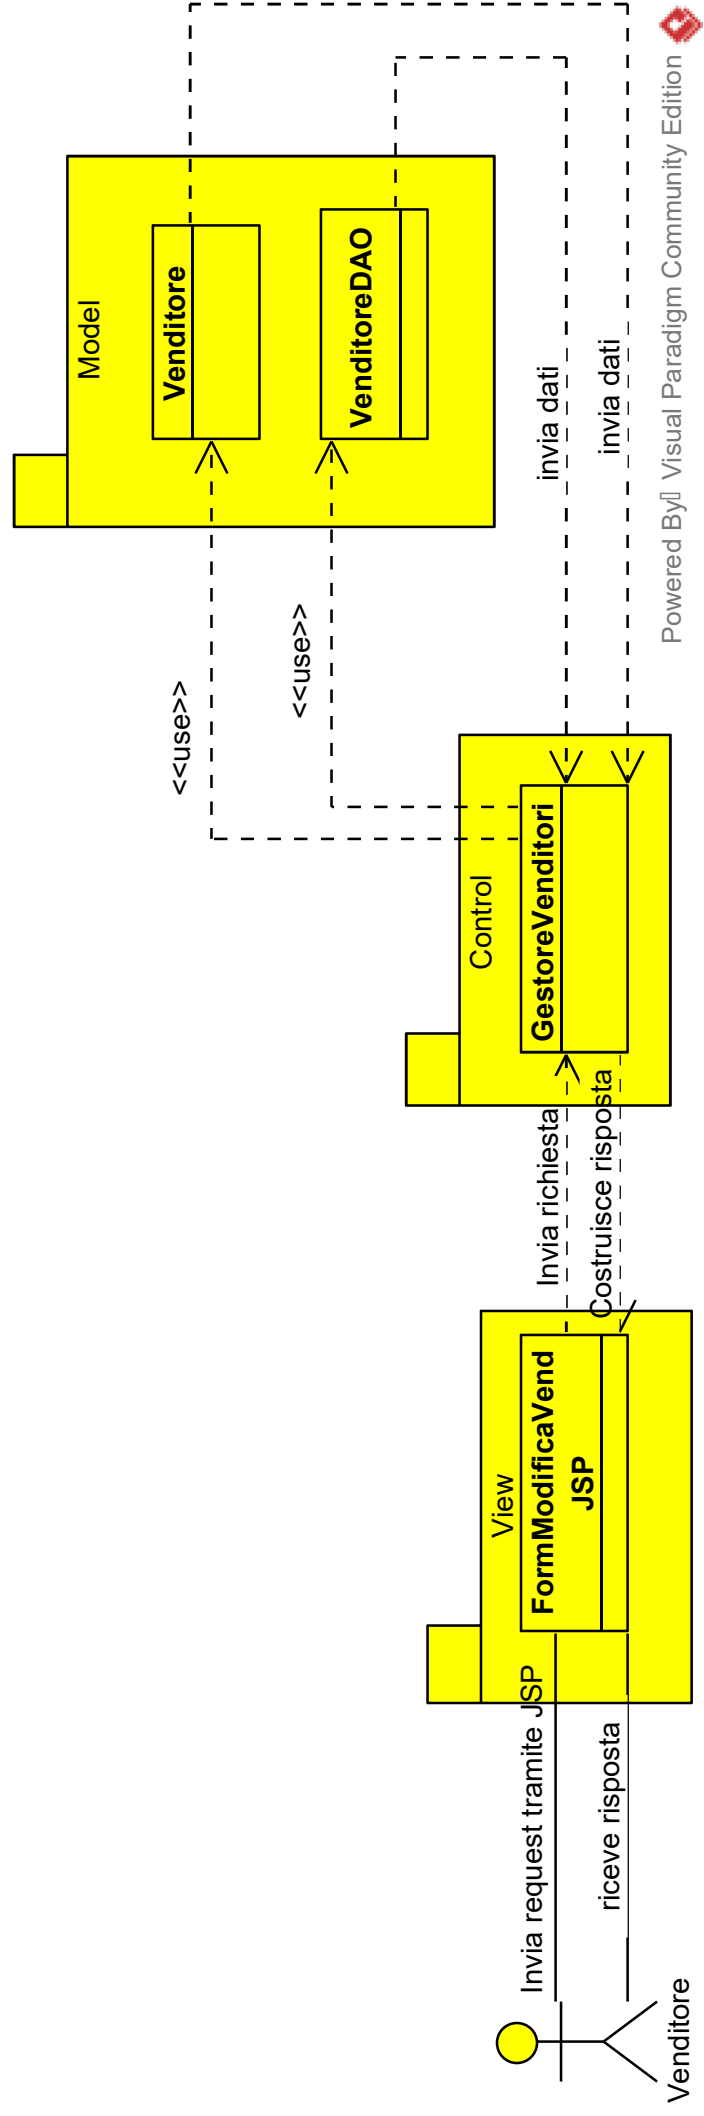 Model
Venditore
VenditoreDAO
<<use>>
<<use>>
invia dati
invia dati
Control
GestoreVenditori
Invia richiesta
Costruisce risposta
View
FormModificaVend
JSP
Invia request tramite JSP
riceve risposta
Venditore
Powered By Visual Paradigm Community Edition